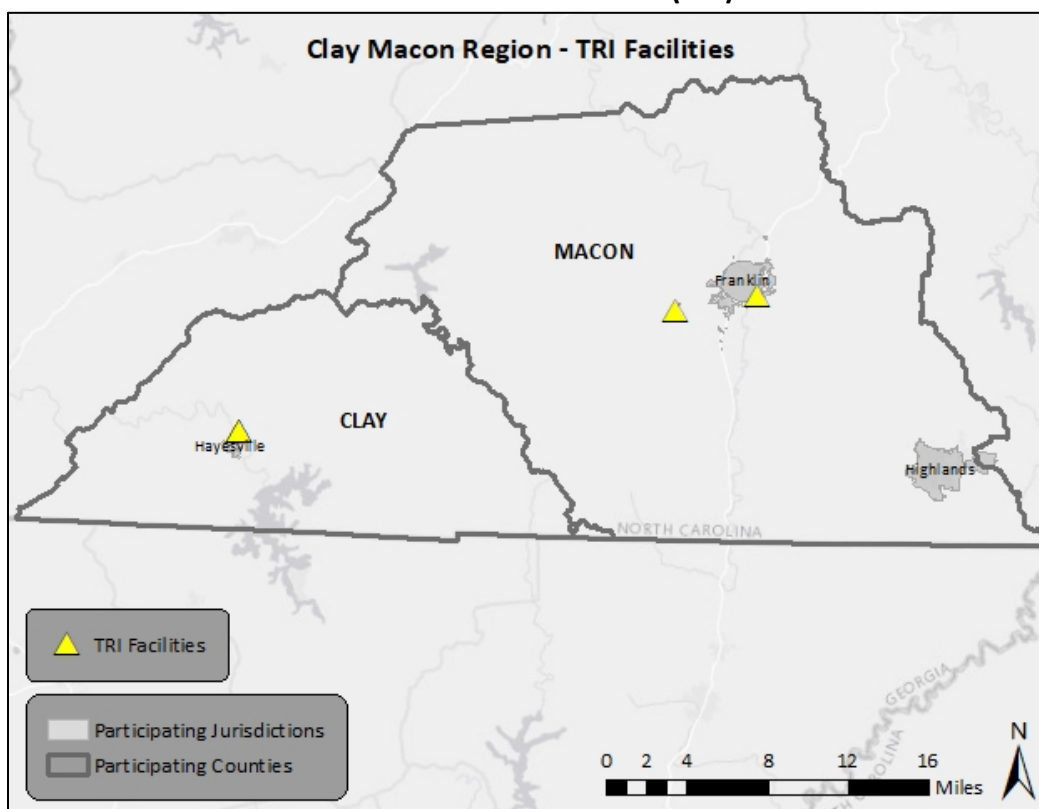 Clay Macon Region - TRI Facilities
MACON
Franklin
CLAY
Hayesville
Highlands
NORTH CAROLINA
TRI Facilities
GEORGIA
CAROLINA
Participating Jurisdictions
Participating Counties
N
0 2 4 8 12 16
Miles